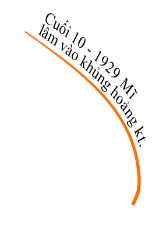 Cuối 10 - 1929 Mĩ
lâm vào khủng hoảng kt.